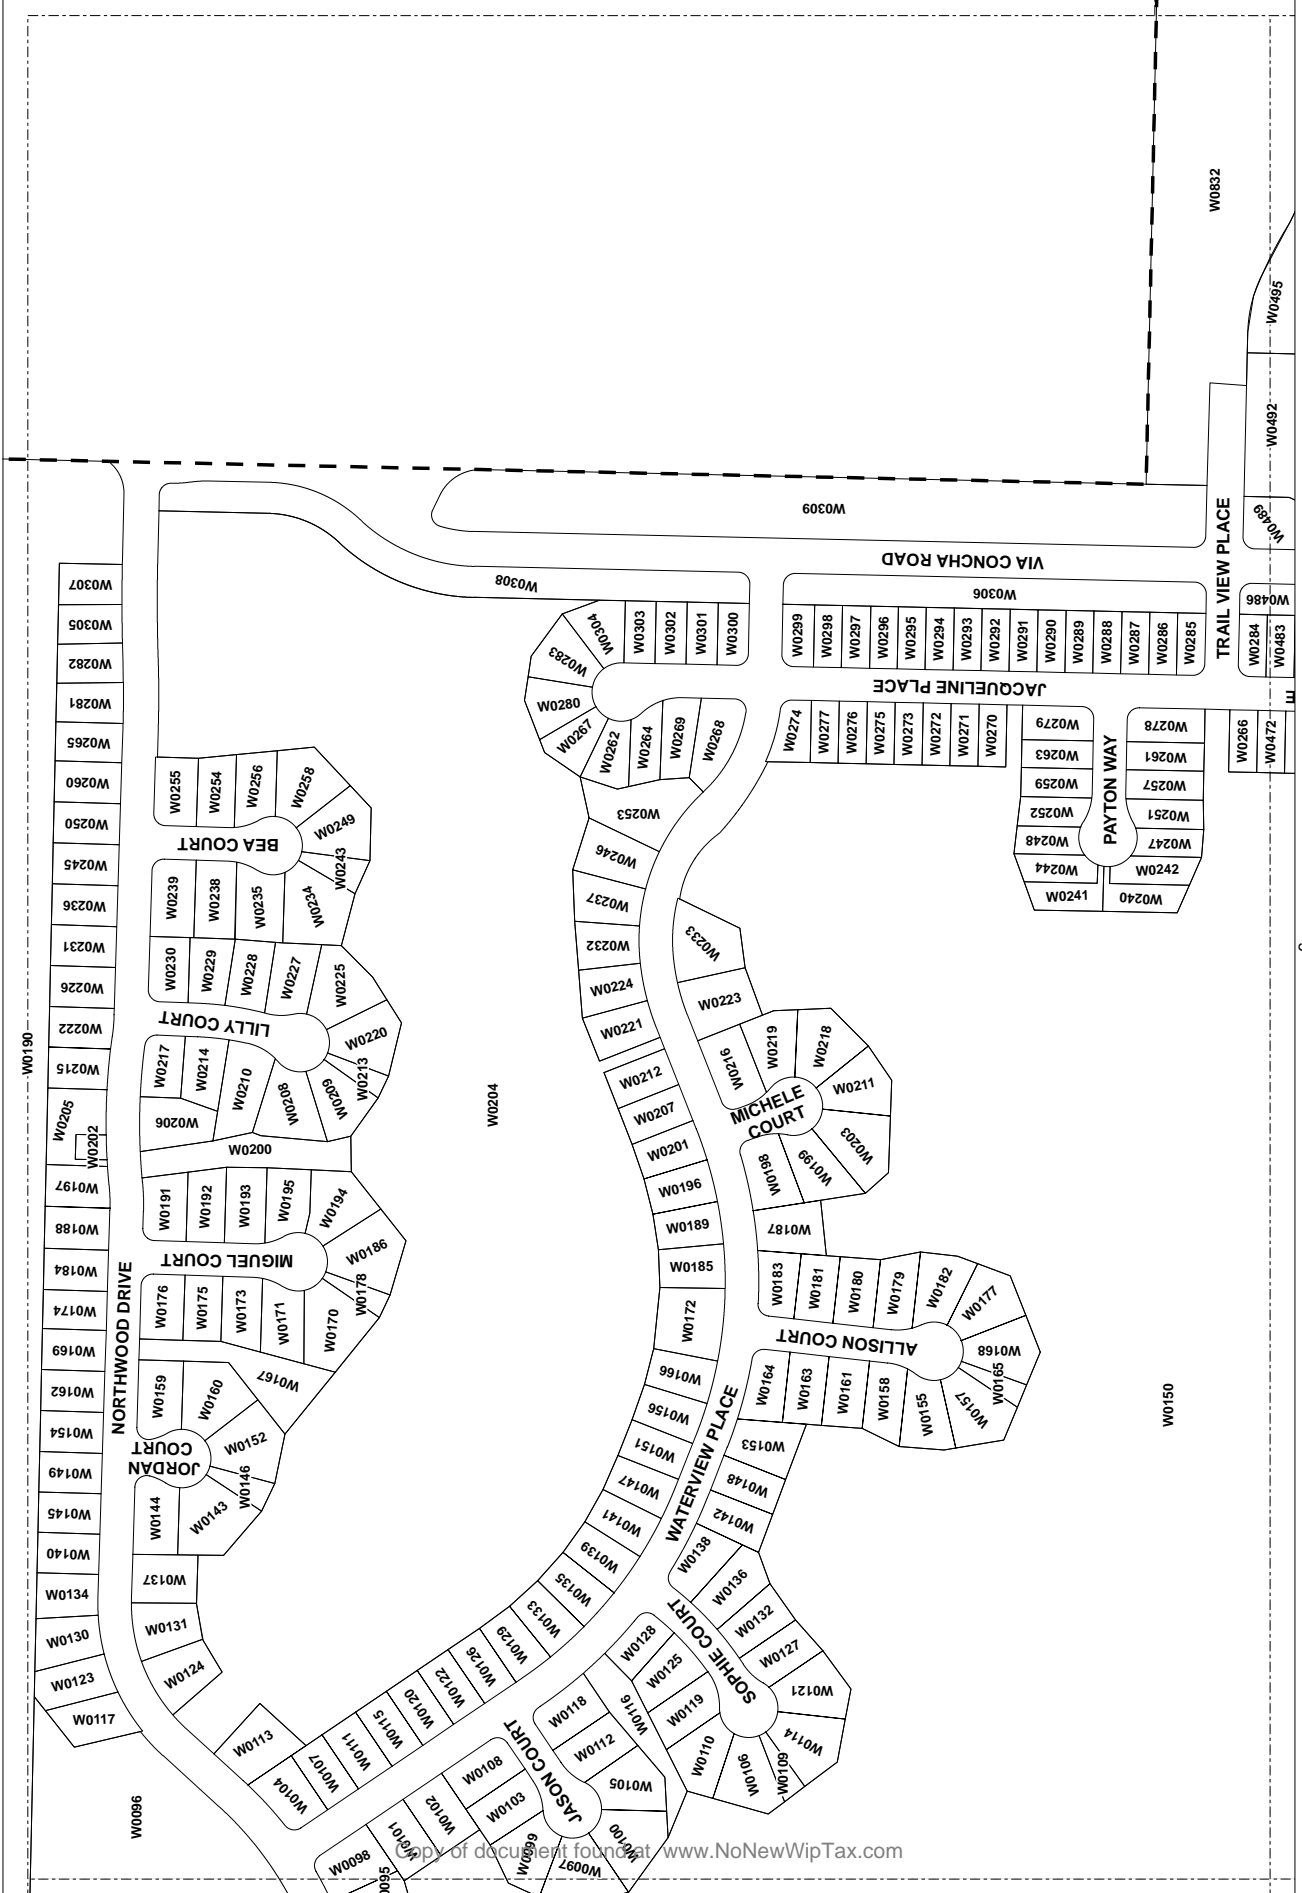 W0832
W0495
W0492
W0309
W0489
VIA CONCHA ROAD
TRAIL VIEW PLACE
W0307
W0308
W0306
W0486
W0305
W0304
W0303
W0302
W0301
W0300
W0299
W0298
W0297
W0296
W0295
W0294
W0293
W0292
W0291
W0290
W0289
W0288
W0287
W0286
W0285
W0284
W0483
W0282
W0283
W0281
W0280
JACQUELINE PLACE
E
W0265
W0267
W0262
W0264
W0269
W0268
W0274
W0277
W0276
W0275
W0273
W0272
W0271
W0270
W0279
W0278
W0266
W0472
W0263
W0261
W0260
W0255
W0254
W0256
W0258
W0259
W0257
PAYTON WAY
W0250
W0249
W0253
W0252
W0251
BEA COURT
W0248
W0247
W0245
W0243
W0246
W0244
W0242
W0236
W0239
W0238
W0235
W0234
W0237
W0241
W0240
W0231
W0232
W0233
W0226
W0230
W0229
W0228
W0227
W0225
W0224
W0223
W0222
LILLY COURT
W0220
W0221
W0219
W0218
W0190
W0215
W0217
W0214
W0210
W0208
W0209
W0213
W0212
W0216
W0211
W0204
W0205
W0206
W0207
MICHELE
COURT
W0202
W0200
W0201
W0203
W0197
W0196
W0198
W0199
W0188
W0191
W0192
W0193
W0195
W0194
W0189
W0187
W0184
MIGUEL COURT
W0186
W0185
W0183
W0181
W0180
W0179
W0182
W0177
W0178
W0174
W0176
W0175
W0173
W0171
W0170
W0172
NORTHWOOD DRIVE
ALLISON COURT
W0169
W0168
W0167
W0166
W0165
W0162
W0159
W0160
W0164
W0163
W0161
W0158
W0155
W0157
W0156
W0150
WATERVIEW PLACE
W0154
JORDAN
COURT
W0152
W0151
W0153
W0149
W0146
W0147
W0148
W0145
W0144
W0143
W0141
W0142
W0140
W0139
W0138
W0137
W0136
W0134
W0135
W0133
W0132
W0130
W0131
W0129
W0128
SOPHIE COURT
W0127
W0126
W0125
W0123
W0124
W0122
W0121
W0120
W0119
W0118
W0116
W0117
W0115
W0114
W0113
W0112
W0111
W0110
JASON COURT
W0109
W0108
W0107
W0106
W0105
W0104
W0103
W0102
W0101
W0100
W0099
W0098
W0097
W0096
0095
Copy of document found at www.NoNewWipTax.com